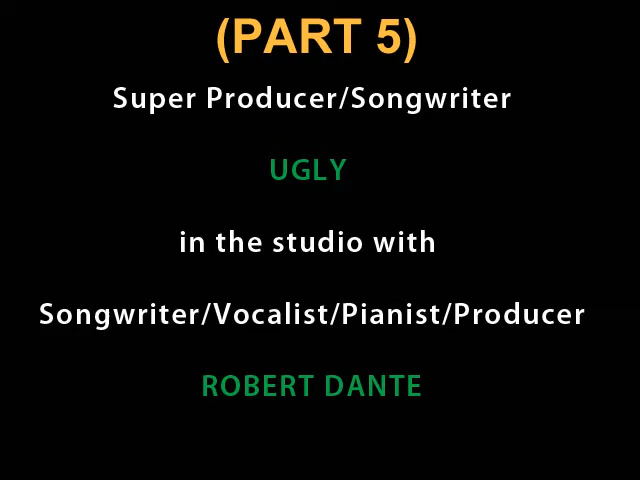 (PART 5)
Super Producer/Songwriter
UGLY
in the studio with
Songwriter/Vocalist/Pianist/Producer
ROBERT DANTE